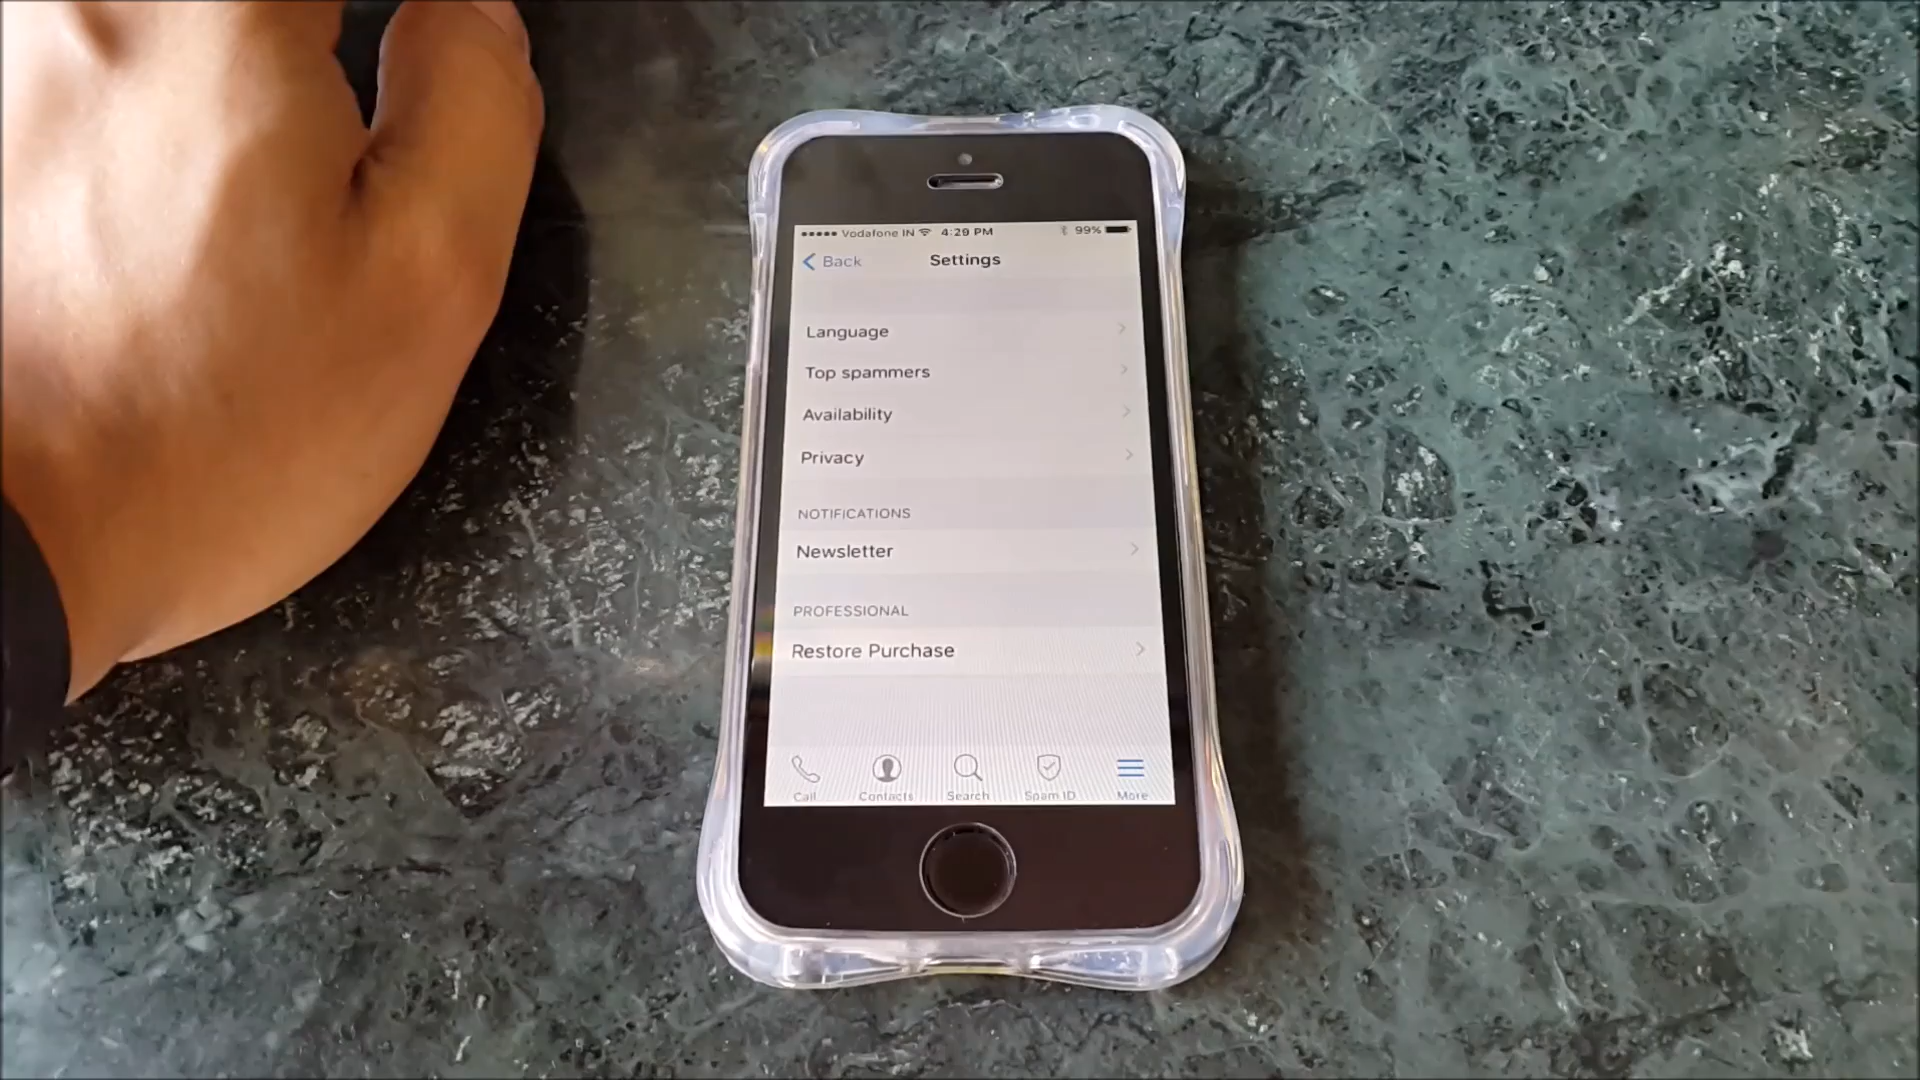 Vodafone IN 4:29 PM 99%
Back Settings
Language
Top spammers
Availability
Privacy
NOTIFICATIONS
Newsletter
PROFESSIONAL
Restore Purchase
Call Contacts Search Spam ID More